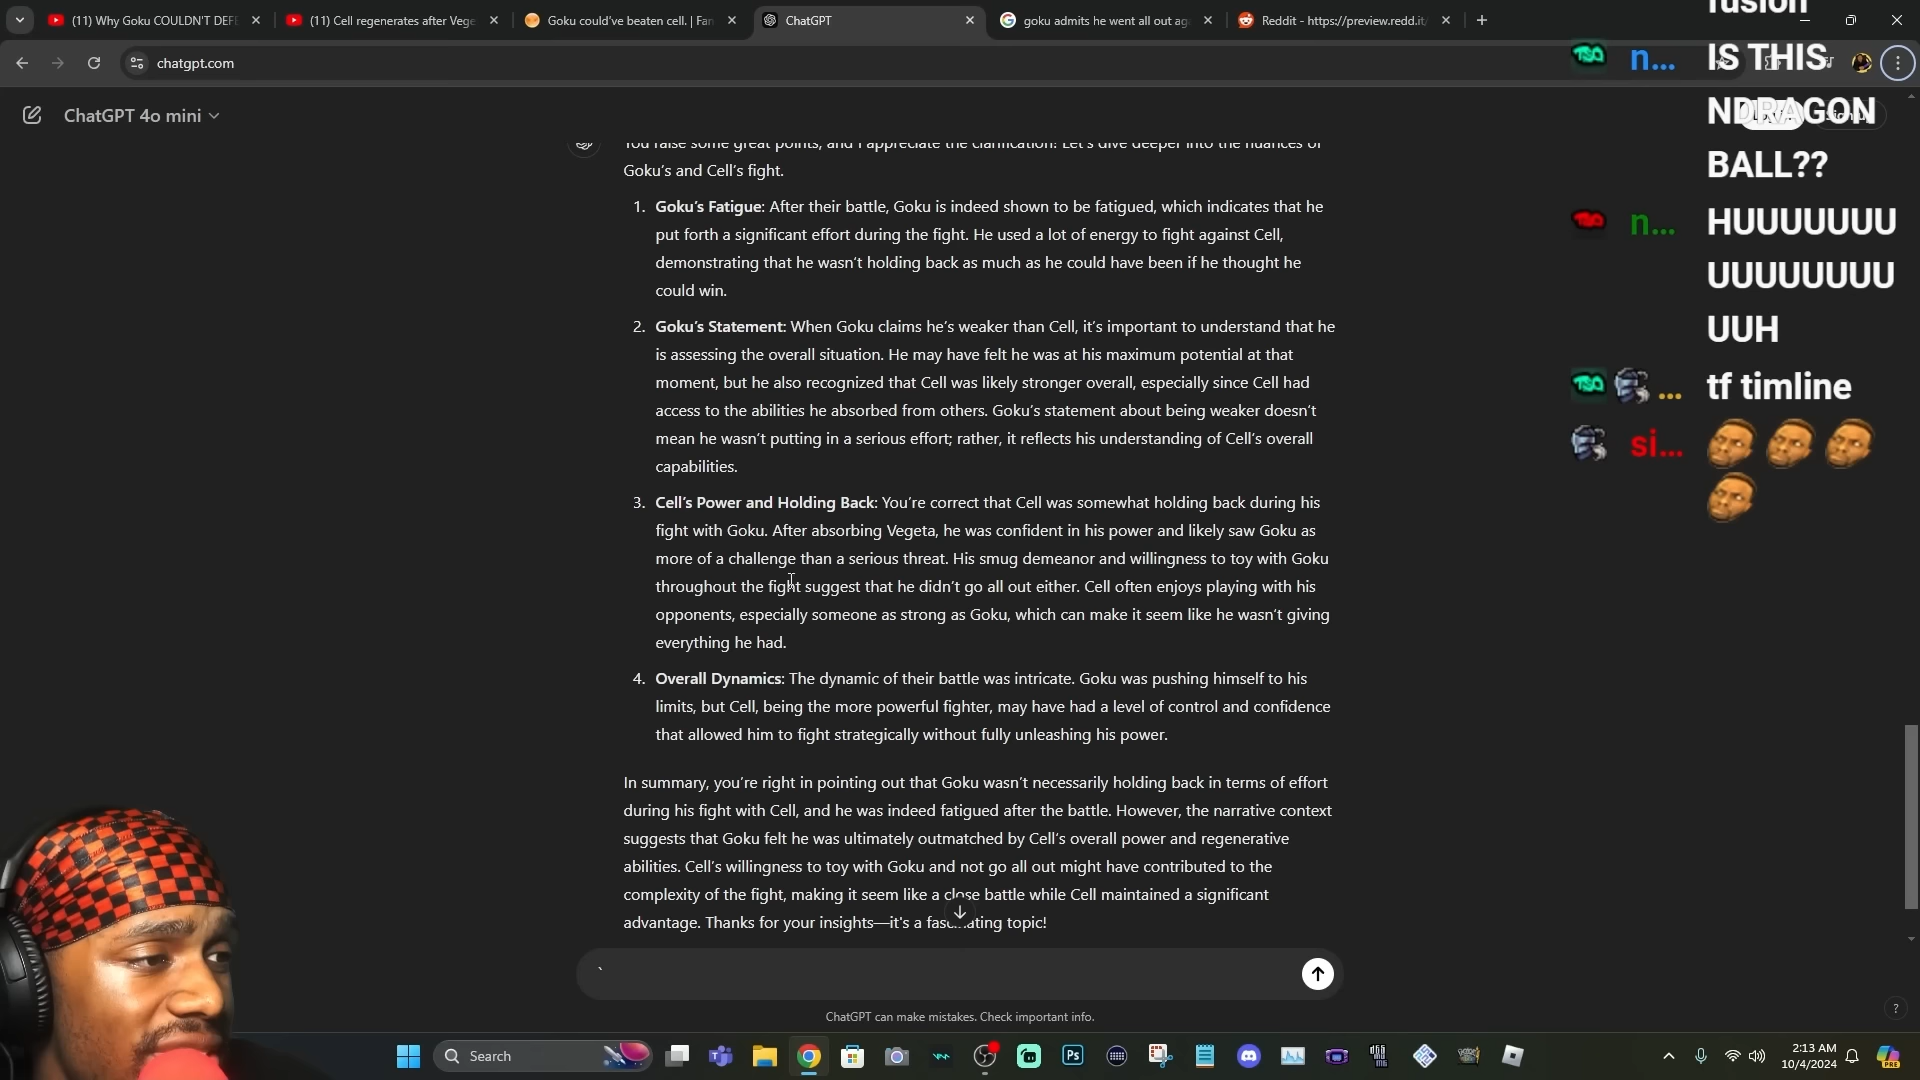 (11) Why Goku COULDN'T DEF
(11) Cell regenerates after Vege
Goku could've beaten cell. | Fan
ChatGPT
goku admits he went all out ag
Reddit - https://preview.redd.it/
chatgpt.com
ChatGPT 4o mini
fusion
n... IS THIS
NDRAGON
BALL??
n... HUUUUUUU
UUUUUUUU
UUH
... tf timline
si...
You raise some great points, and I appreciate the clarification! Let's dive deeper into the nuances of
Goku's and Cell's fight.
1. Goku's Fatigue: After their battle, Goku is indeed shown to be fatigued, which indicates that he
put forth a significant effort during the fight. He used a lot of energy to fight against Cell,
demonstrating that he wasn't holding back as much as he could have been if he thought he
could win.
2. Goku's Statement: When Goku claims he's weaker than Cell, it's important to understand that he
is assessing the overall situation. He may have felt he was at his maximum potential at that
moment, but he also recognized that Cell was likely stronger overall, especially since Cell had
access to the abilities he absorbed from others. Goku's statement about being weaker doesn't
mean he wasn't putting in a serious effort; rather, it reflects his understanding of Cell's overall
capabilities.
3. Cell's Power and Holding Back: You're correct that Cell was somewhat holding back during his
fight with Goku. After absorbing Vegeta, he was confident in his power and likely saw Goku as
more of a challenge than a serious threat. His smug demeanor and willingness to toy with Goku
throughout the fight suggest that he didn't go all out either. Cell often enjoys playing with his
opponents, especially someone as strong as Goku, which can make it seem like he wasn't giving
everything he had.
4. Overall Dynamics: The dynamic of their battle was intricate. Goku was pushing himself to his
limits, but Cell, being the more powerful fighter, may have had a level of control and confidence
that allowed him to fight strategically without fully unleashing his power.
In summary, you're right in pointing out that Goku wasn't necessarily holding back in terms of effort
during his fight with Cell, and he was indeed fatigued after the battle. However, the narrative context
suggests that Goku felt he was ultimately outmatched by Cell's overall power and regenerative
abilities. Cell's willingness to toy with Goku and not go all out might have contributed to the
complexity of the fight, making it seem like a close battle while Cell maintained a significant
advantage. Thanks for your insights—it's a fascinating topic!
`
ChatGPT can make mistakes. Check important info.
?
Search
Ps
2:13 AM
10/4/2024
PRE